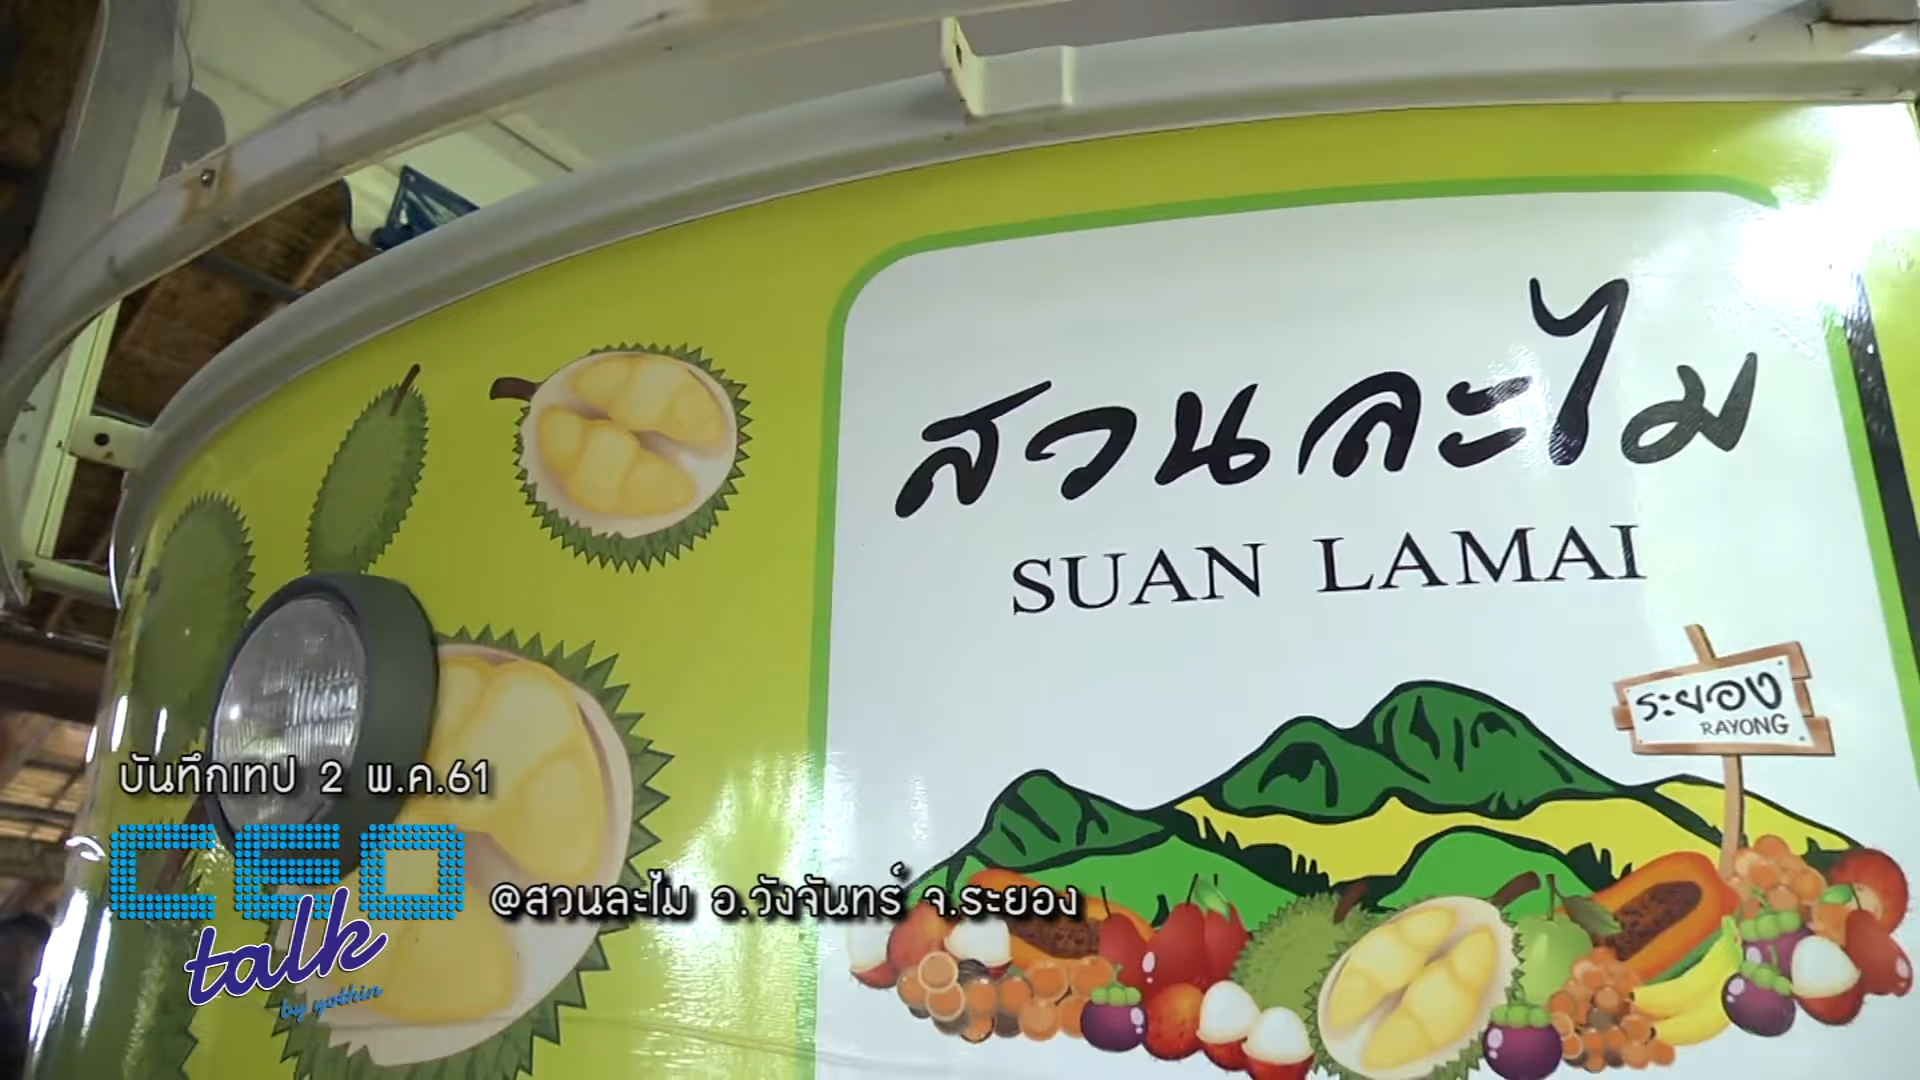 สวนละไม
SUAN LAMAI
ระยอง
RAYONG
บันทึกเทป 2 พ.ค.61
CEO
talk
by yothin
@สวนละไม อ.วังจันทร์ จ.ระยอง